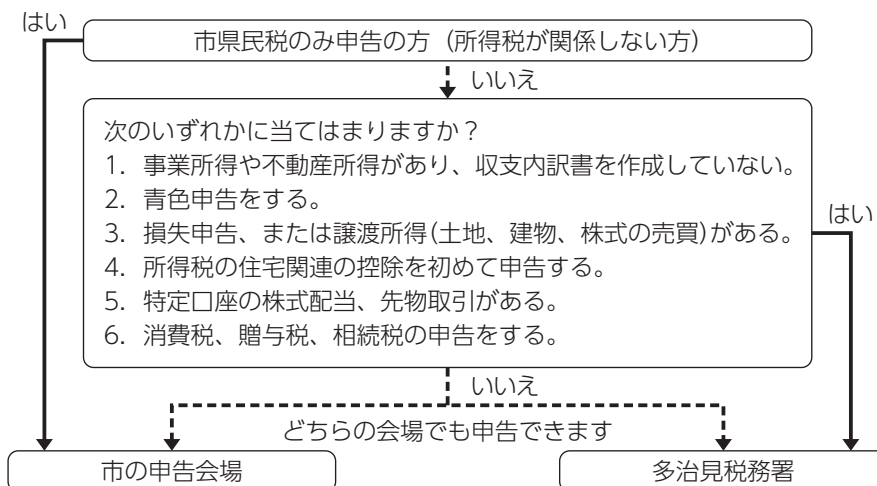 はい
市県民税のみ申告の方（所得税が関係しない方）
いいえ
次のいずれかに当てはまりますか？
1．事業所得や不動産所得があり、収支内訳書を作成していない。
2．青色申告をする。
3．損失申告、または譲渡所得(土地、建物、株式の売買)がある。
4．所得税の住宅関連の控除を初めて申告する。
5．特定口座の株式配当、先物取引がある。
6．消費税、贈与税、相続税の申告をする。
はい
いいえ
どちらの会場でも申告できます
市の申告会場
多治見税務署